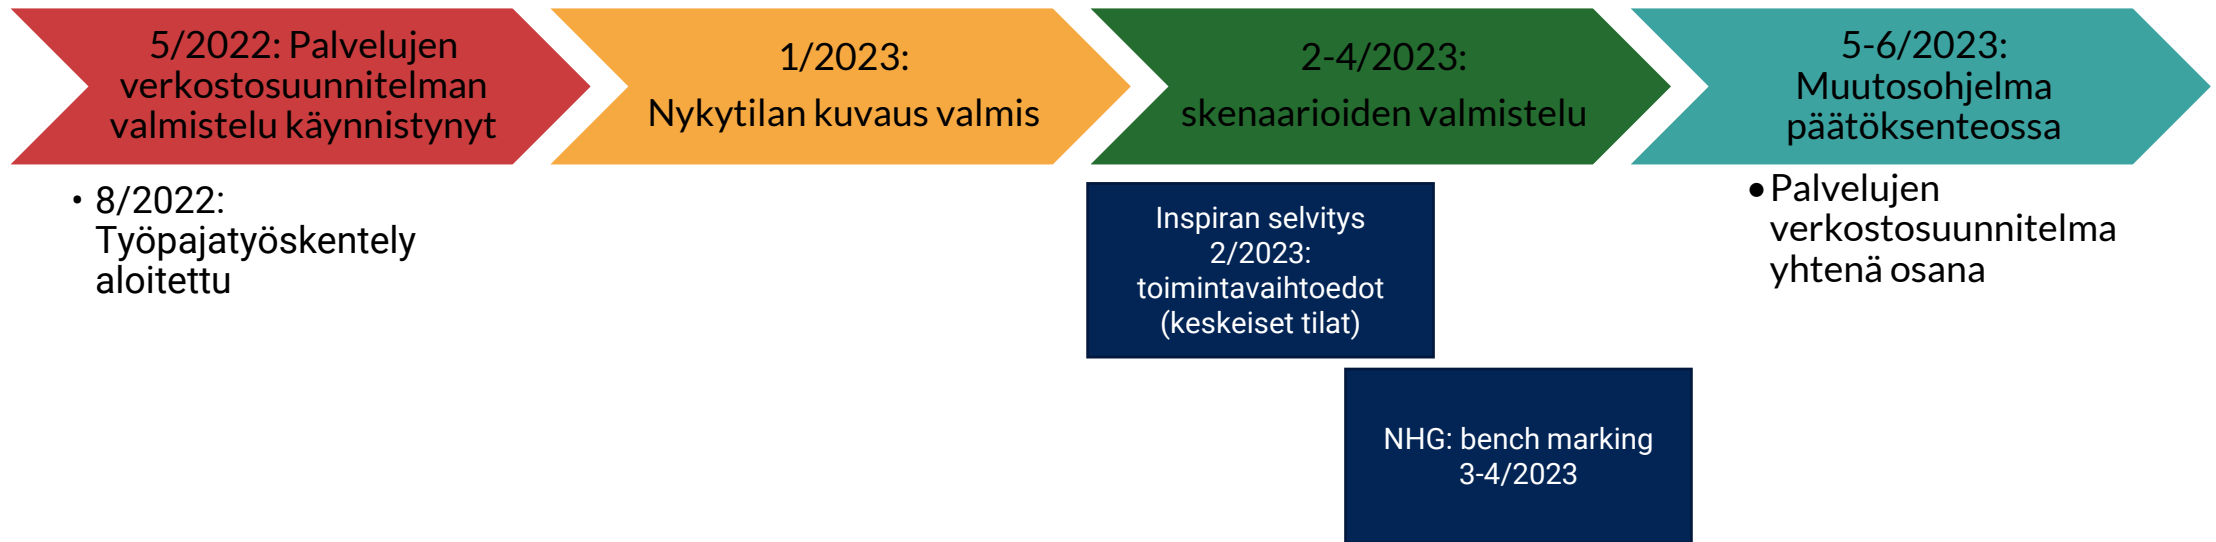 5/2022: Palvelujen
verkostosuunnitelman
valmistelu käynnistynyt
• 8/2022:
Työpajatyöskentely
aloitettu
1/2023:
Nykytilan kuvaus valmis
2-4/2023:
skenaarioiden valmistelu
Inspiran selvitys
2/2023:
toimintavaihtoedot
(keskeiset tilat)
NHG: bench marking
3-4/2023
5-6/2023:
Muutosohjelma
päätöksenteossa
• Palvelujen
verkostosuunnitelma
yhtenä osana